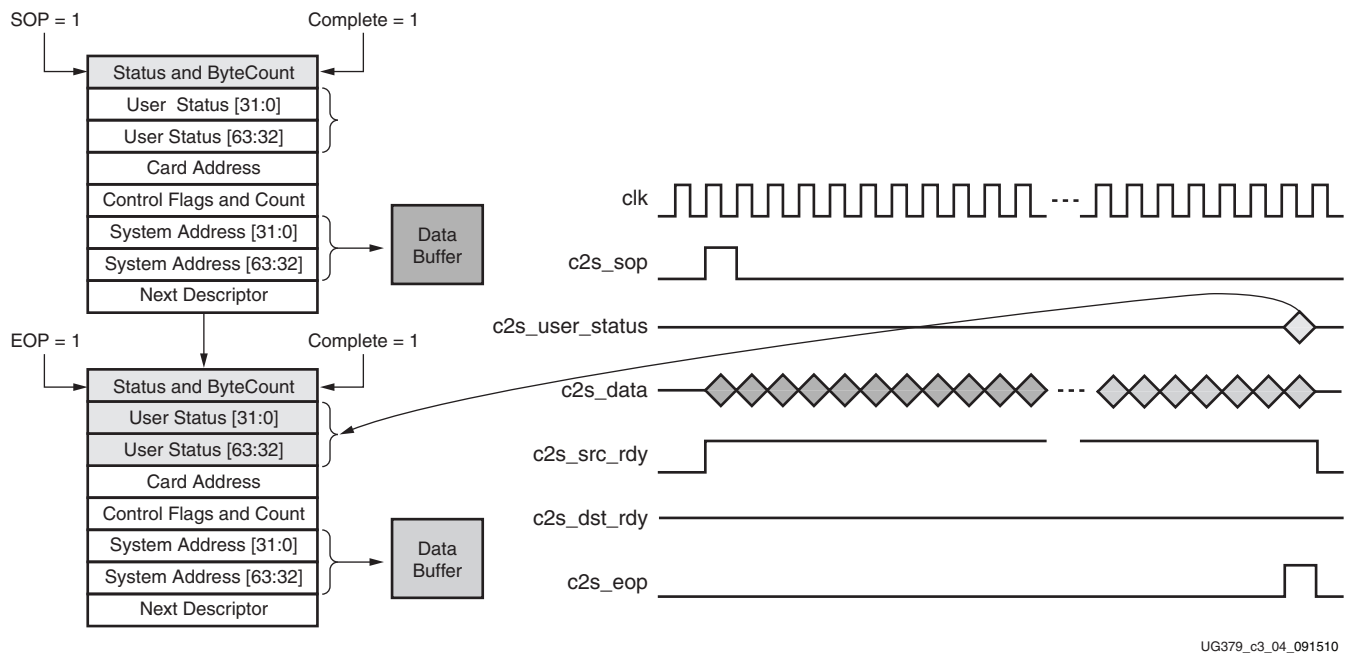 SOP = 1
Complete = 1
Status and ByteCount
User Status [31:0]
User Status [63:32]
Card Address
Control Flags and Count
System Address [31:0]
System Address [63:32]
Next Descriptor
Data
Buffer
EOP = 1
Complete = 1
Status and ByteCount
User Status [31:0]
User Status [63:32]
Card Address
Control Flags and Count
System Address [31:0]
System Address [63:32]
Next Descriptor
Data
Buffer
clk
c2s_sop
c2s_user_status
c2s_data
c2s_src_rdy
c2s_dst_rdy
c2s_eop
UG379_c3_04_091510